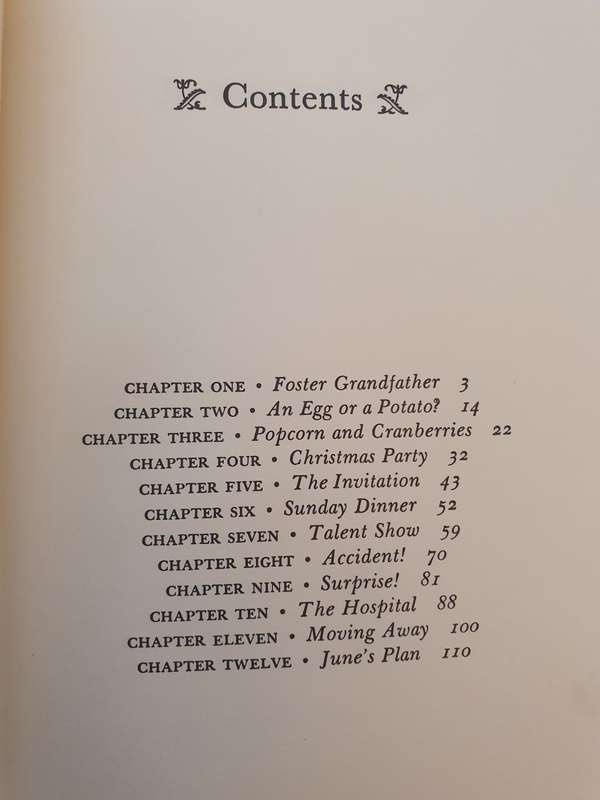 Contents
CHAPTER ONE • Foster Grandfather 3
CHAPTER TWO • An Egg or a Potato? 14
CHAPTER THREE • Popcorn and Cranberries 22
CHAPTER FOUR • Christmas Party 32
CHAPTER FIVE • The Invitation 43
CHAPTER SIX • Sunday Dinner 52
CHAPTER SEVEN • Talent Show 59
CHAPTER EIGHT • Accident! 70
CHAPTER NINE • Surprise! 81
CHAPTER TEN • The Hospital 88
CHAPTER ELEVEN • Moving Away 100
CHAPTER TWELVE • June's Plan 110